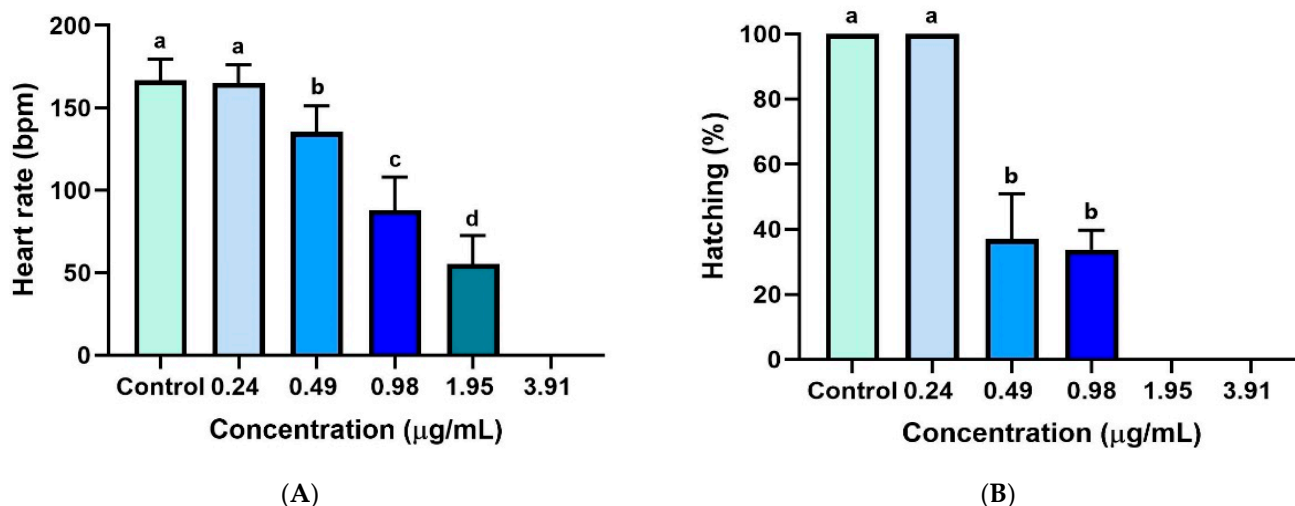 200
150
100
50
0
Heart rate (bpm)
a
a
b
c
d
Control 0.24 0.49 0.98 1.95 3.91
Concentration (μg/mL)
(A)
100
80
60
40
20
0
Hatching (%)
a
a
b
b
Control 0.24 0.49 0.98 1.95 3.91
Concentration (μg/mL)
(B)